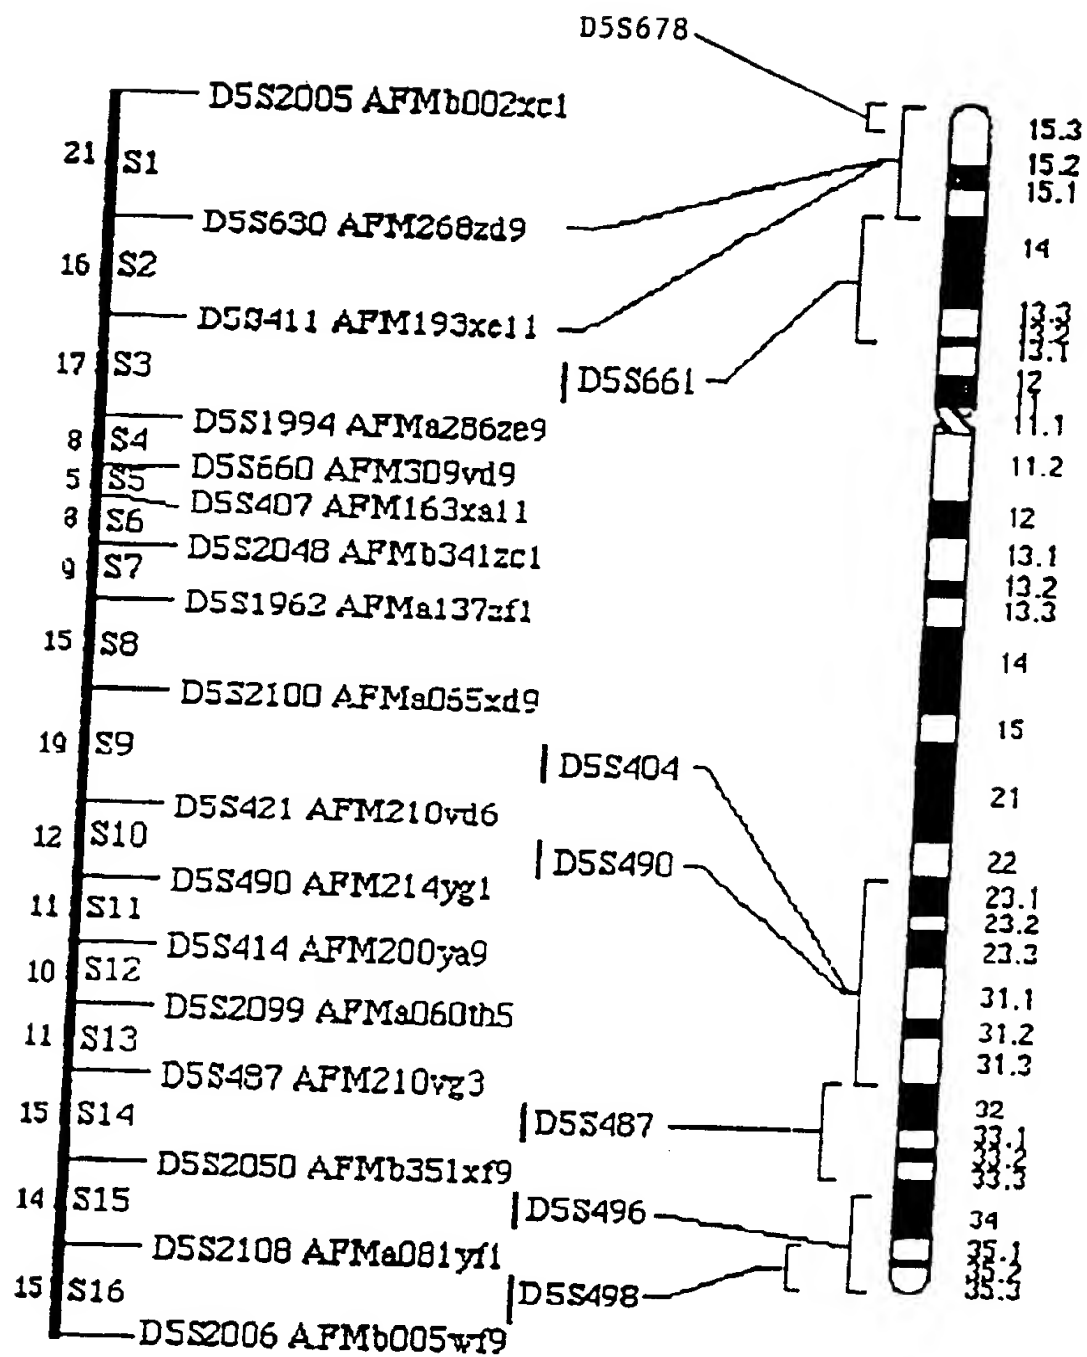 D5S678
D5S2005 AFMb002xc1
21 S1
D5S630 AFM268zd9
16 S2
D5S411 AFM193xe11
17 S3
D5S661
D5S1994 AFMa286ze9
8 S4
D5S660 AFM309vd9
5 S5
D5S407 AFM163xa11
8 S6
D5S2048 AFMb341zc1
9 S7
D5S1962 AFMa137zf1
15 S8
D5S2100 AFMa065xd9
19 S9
D5S404
D5S421 AFM210vd6
12 S10
D5S490
D5S490 AFM214yg1
11 S11
D5S414 AFM200ya9
10 S12
D5S2099 AFMa060th5
11 S13
D5S487 AFM210vg3
15 S14
D5S487
D5S2050 AFMb351xf9
14 S15
D5S496
D5S2108 AFMa081yf1
15 S16
D5S498
D5S2006 AFMb005wf9
15.3
15.2
15.1
14
13.3
13.2
13.1
12
11
11.1
11.2
12
13.1
13.2
13.3
14
15
21
22
23.1
23.2
23.3
31.1
31.2
31.3
32
33.1
33.2
33.3
34
35.1
35.2
35.3